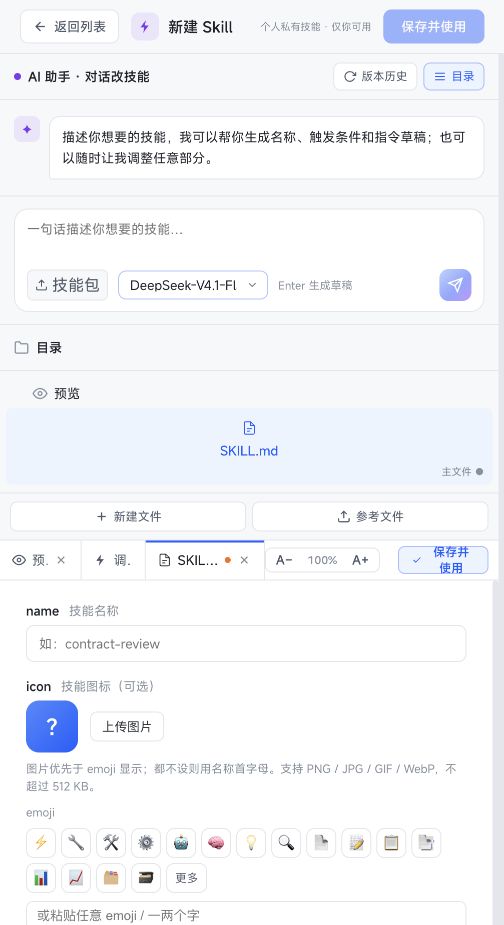 返回列表
新建 Skill
个人私有技能 · 仅你可用
保存并使用
AI 助手 · 对话改技能
版本历史
目录
描述你想要的技能，我可以帮你生成名称、触发条件和指令草稿；也可
以随时让我调整任意部分。
一句话描述你想要的技能...
技能包
DeepSeek-V4.1-Fl
Enter 生成草稿
目录
预览
SKILL.md
主文件
新建文件
参考文件
预.
调.
SKIL...
A−
100%
A+
保存并
使用
name 技能名称
如：contract-review
icon 技能图标（可选）
?
上传图片
图片优先于 emoji 显示；都不设则用名称首字母。支持 PNG / JPG / GIF / WebP，不
超过 512 KB。
emoji
更多
或粘贴任意 emoji / 一两个字